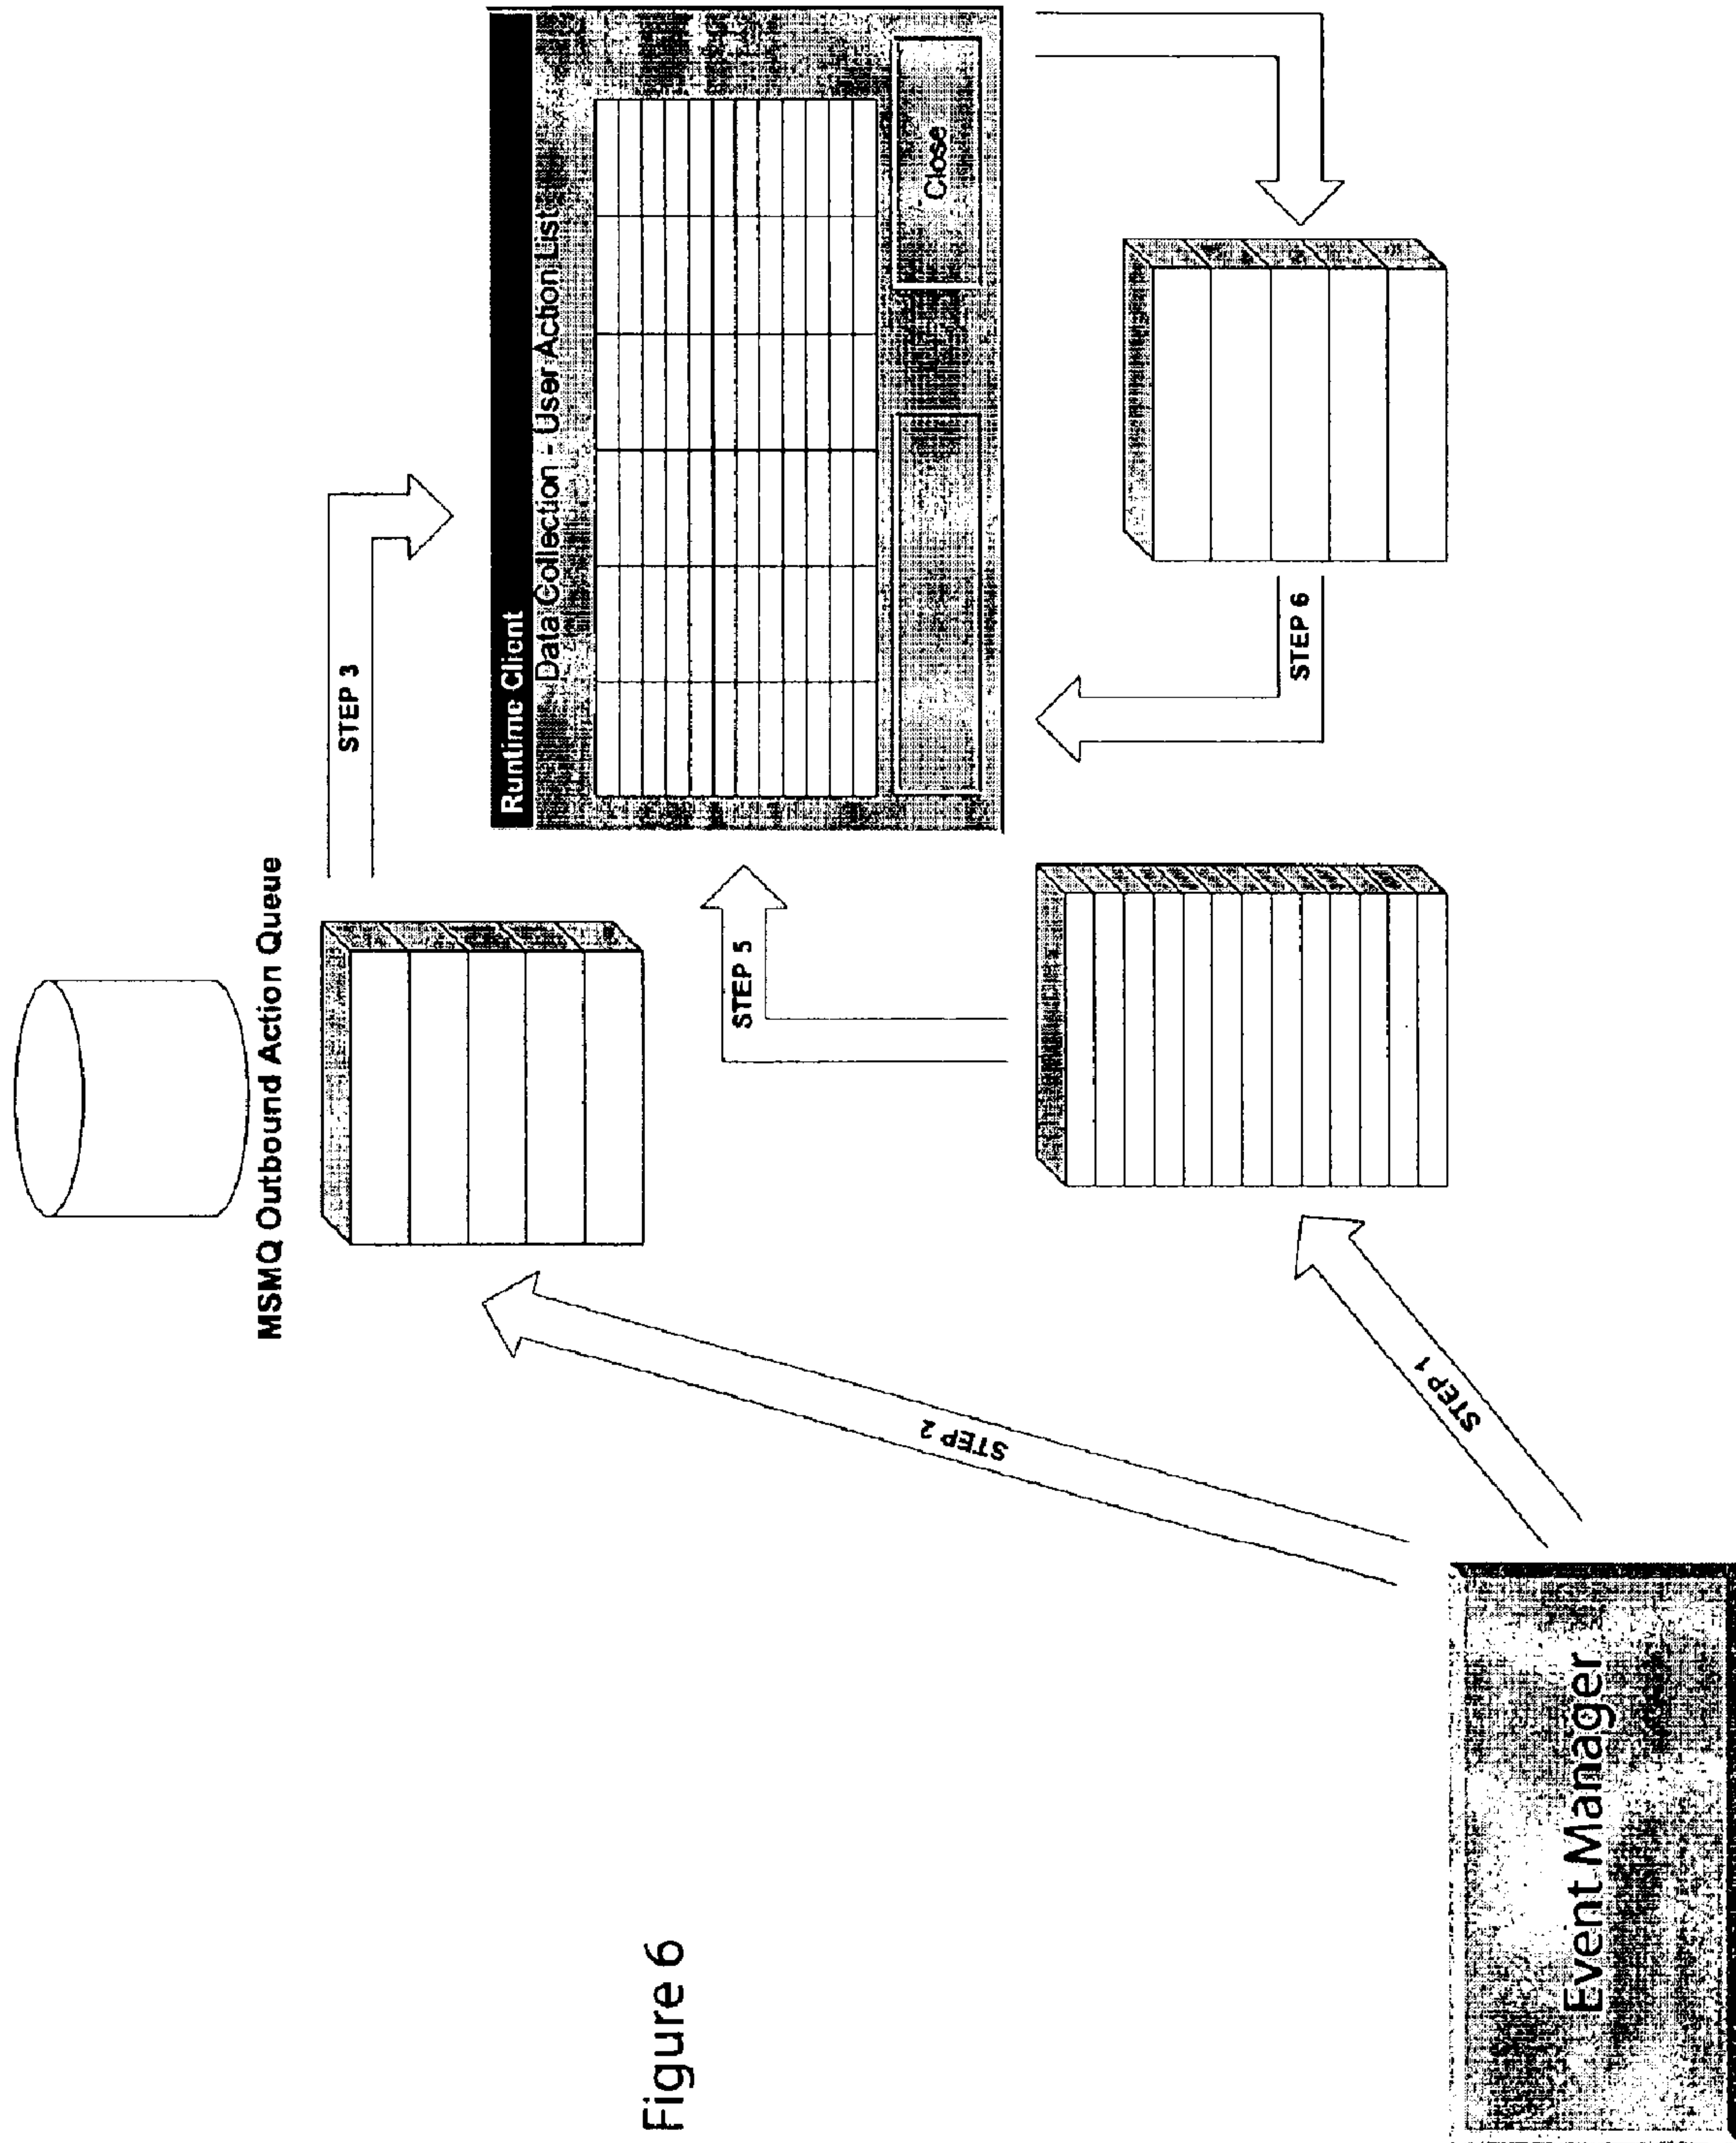 Figure 6
MSMQ Outbound Action Queue
STEP 3
Runtime Client
Data Collection - User Action List
Close
STEP 5
STEP 6
STEP 2
STEP 1
Event Manager